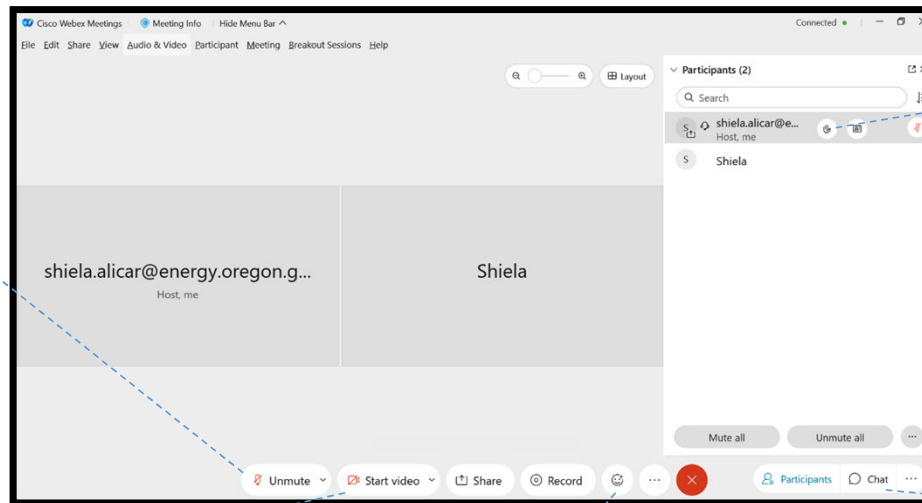 Cisco Webex Meetings Meeting Info Hide Menu Bar
Connected
File Edit Share View Audio & Video Participant Meeting Breakout Sessions Help
Layout
Participants (2)
Search
S shiela.alicar@e...
Host, me
S Shiela
shiela.alicar@energy.oregon.g...
Host, me
Shiela
Mute all Unmute all
Unmute Start video Share Record Participants Chat